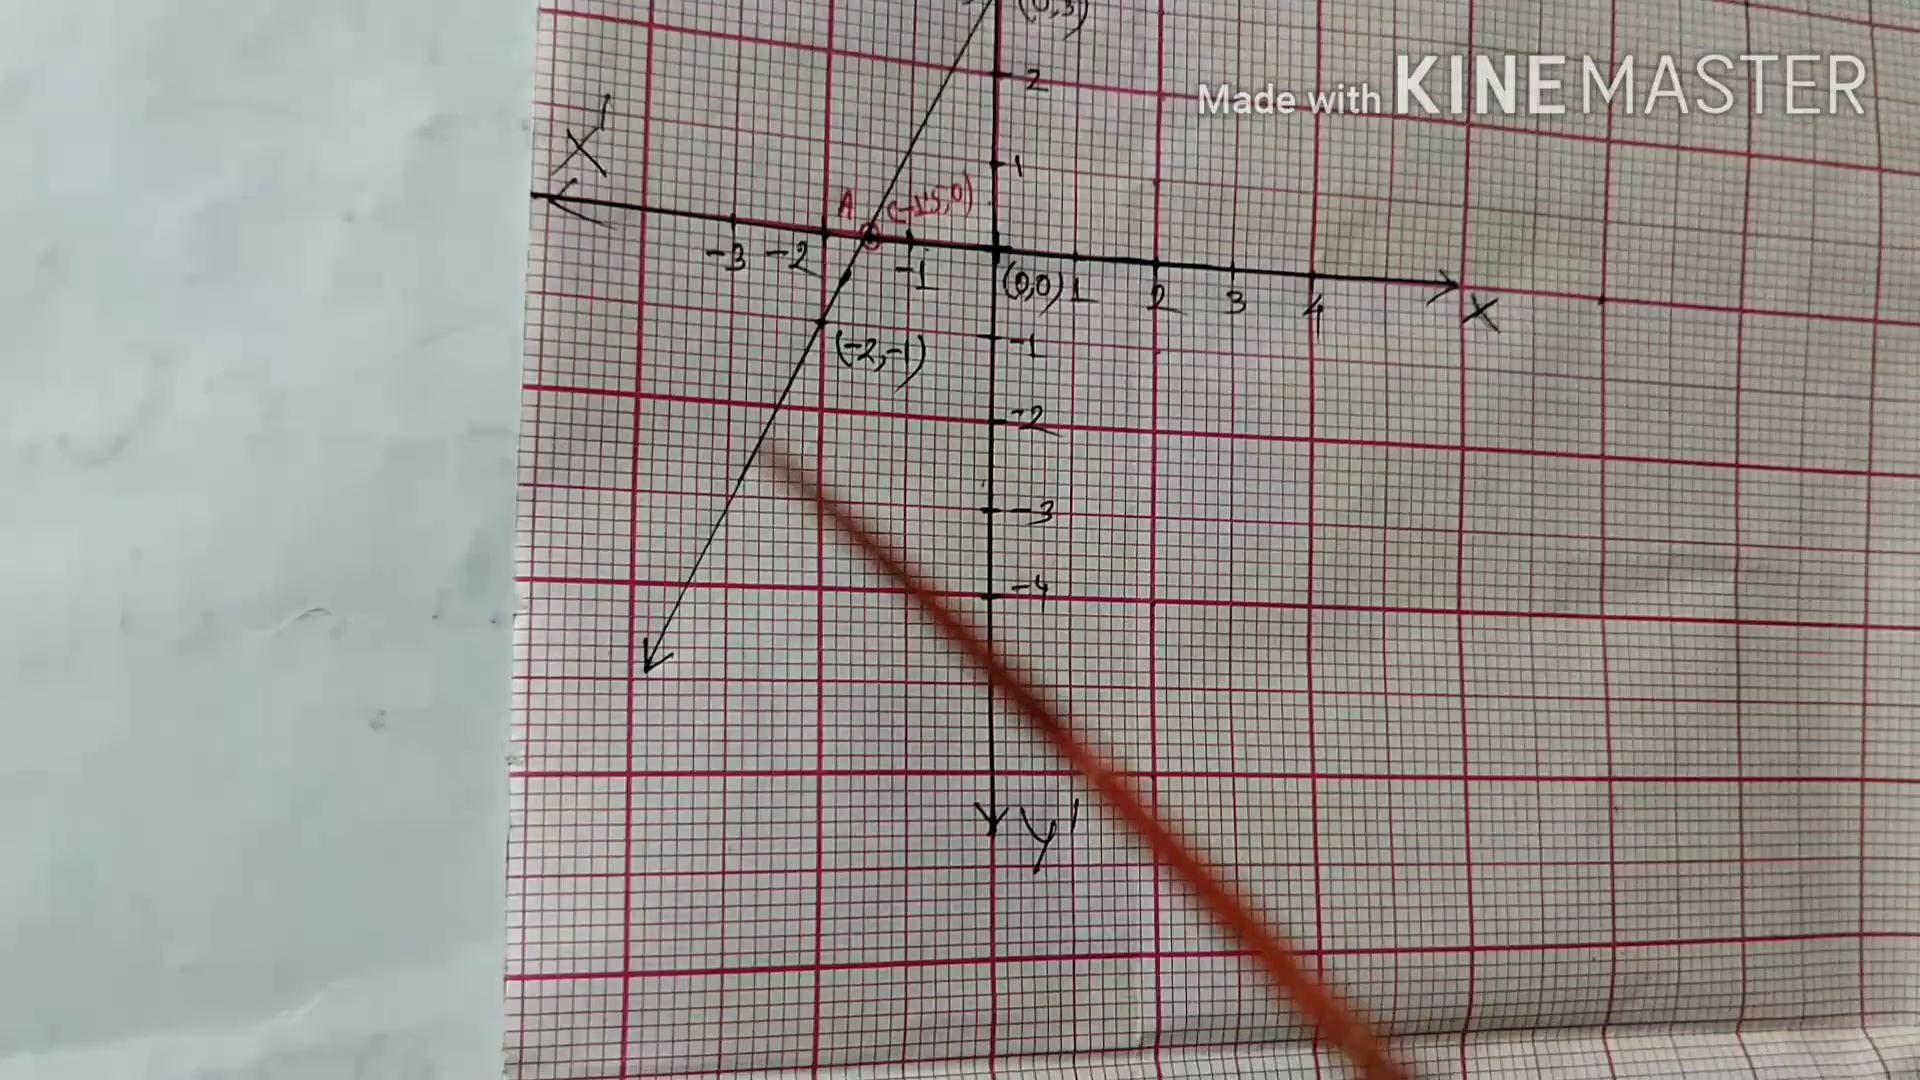 (0,3)
2
Made with KINEMASTER
X'
1
A (-1.5,0)
-3 -2 -1 (0,0) 1 2 3 4 X
(-2,-1) -1
-2
-3
-4
Y'